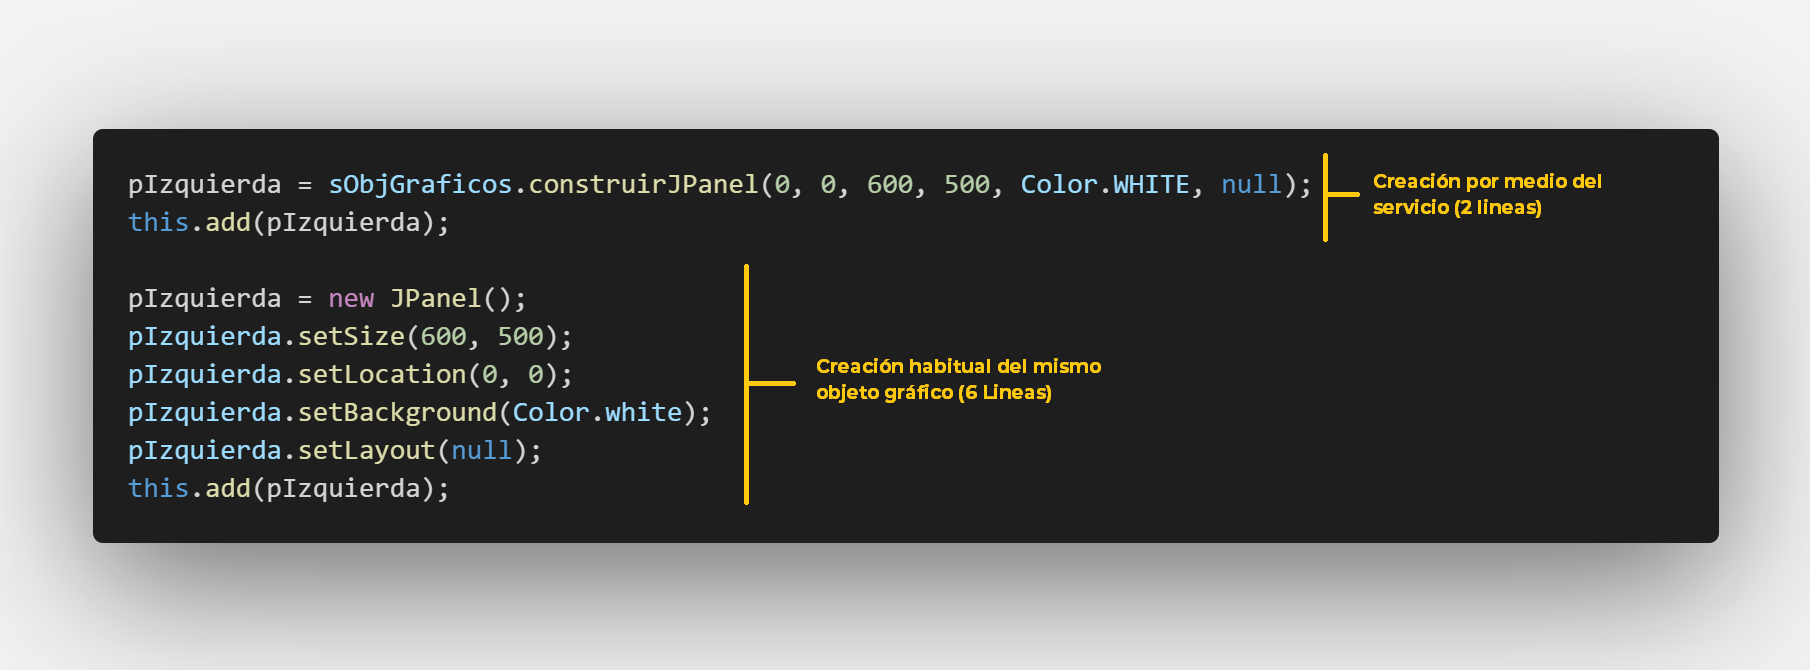 pIzquierda = sObjGraficos.construirJPanel(0, 0, 600, 500, Color.WHITE, null);
this.add(pIzquierda);
Creación por medio del
servicio (2 lineas)
pIzquierda = new JPanel();
pIzquierda.setSize(600, 500);
pIzquierda.setLocation(0, 0);
pIzquierda.setBackground(Color.white);
pIzquierda.setLayout(null);
this.add(pIzquierda);
Creación habitual del mismo
objeto gráfico (6 Lineas)